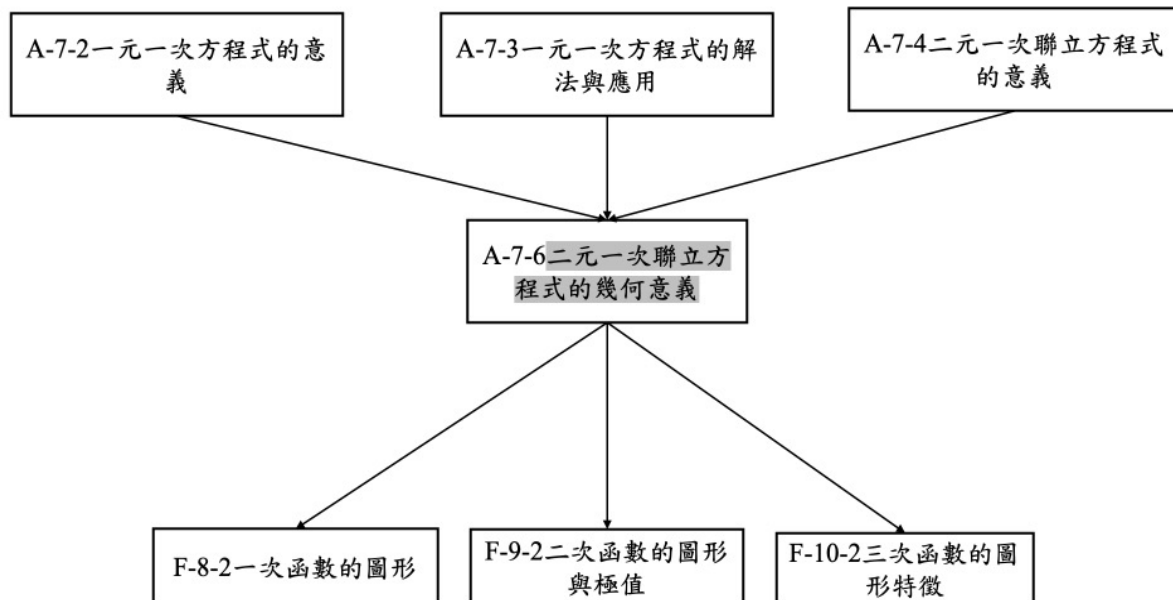 A-7-2一元一次方程式的意
義
A-7-3一元一次方程式的解
法與應用
A-7-4二元一次聯立方程式
的意義
A-7-6二元一次聯立方
程式的幾何意義
F-8-2一次函數的圖形
F-9-2二次函數的圖形
與極值
F-10-2三次函數的圖
形特徵